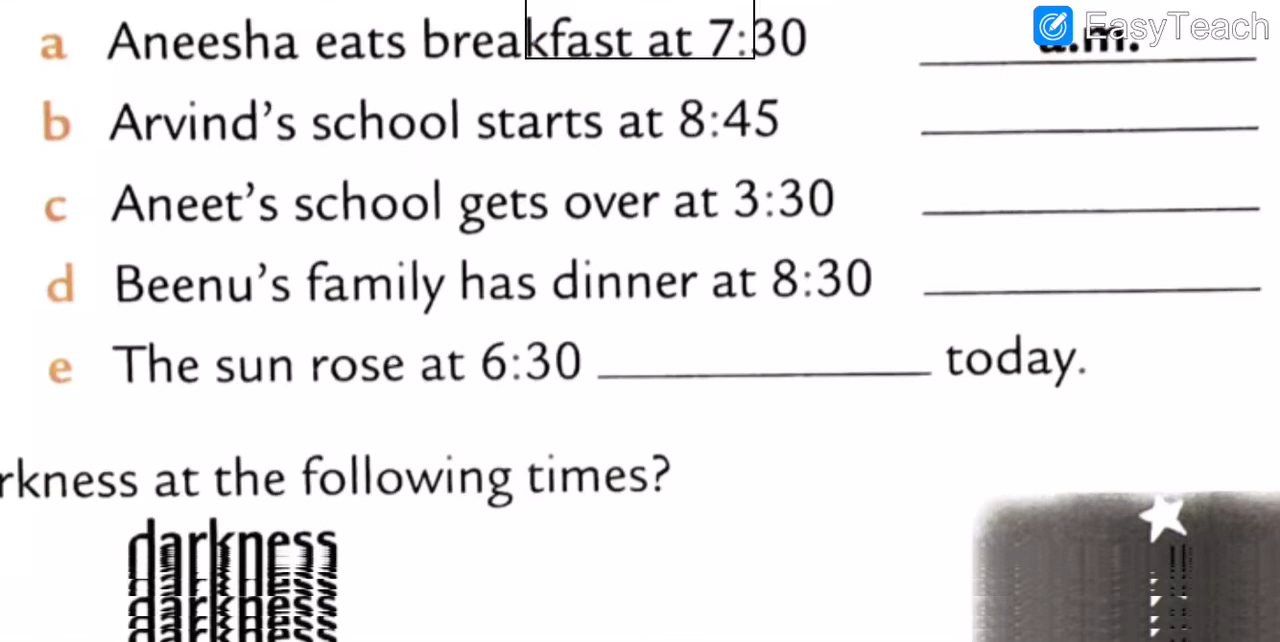 a Aneesha eats breakfast at 7:30 a.m.
EasyTeach
b Arvind's school starts at 8:45
c Aneet's school gets over at 3:30
d Beenu's family has dinner at 8:30
e The sun rose at 6:30 __________ today.
rkness at the following times?
darkness
darkness